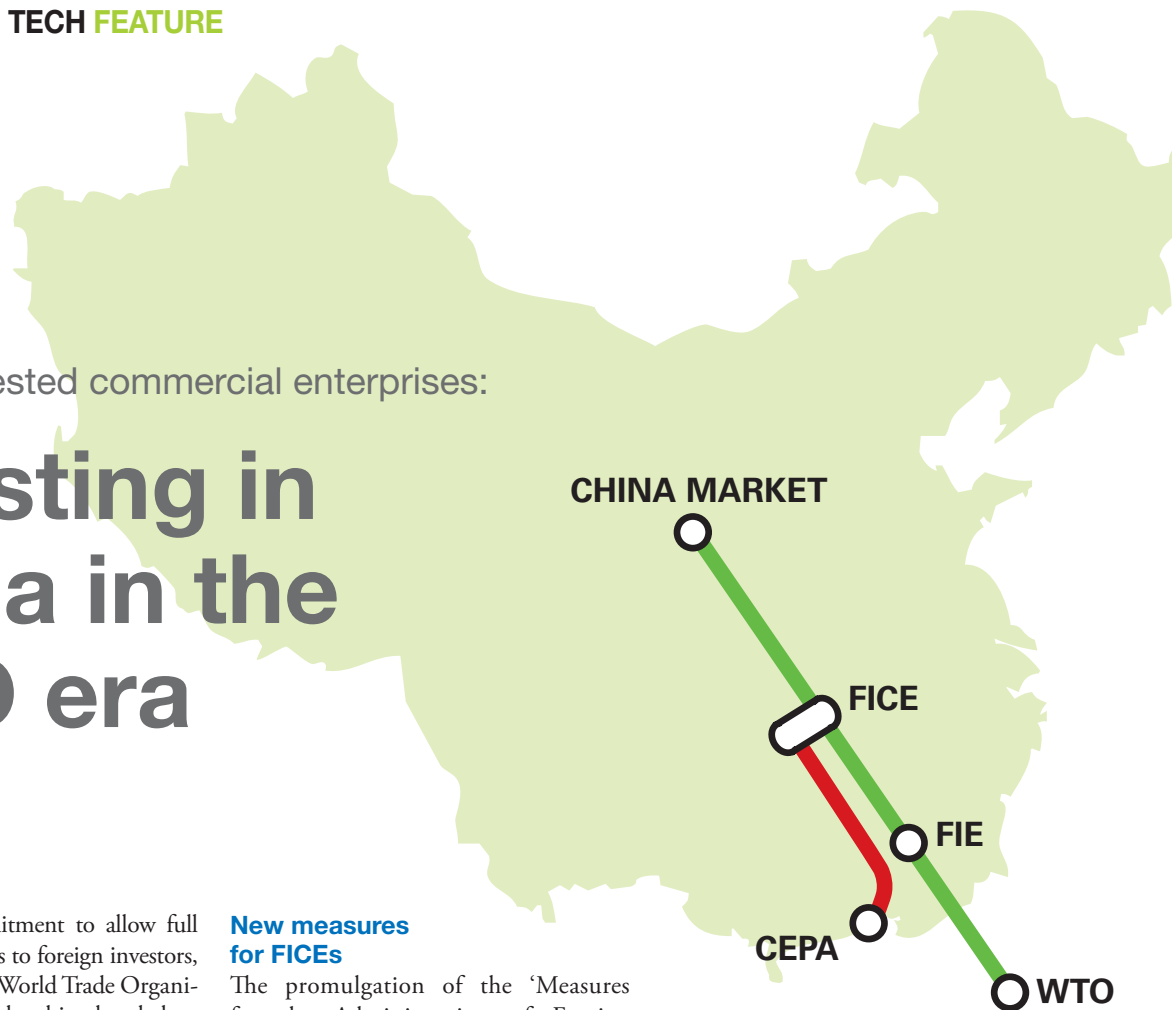 TECH FEATURE
ested commercial enterprises:
sting in
a in the
era
CHINA MARKET
FICE
FIE
CEPA
WTO
itment to allow full
s to foreign investors,
World Trade Organi-
New measures
for FICEs
The promulgation of the ‘Measures